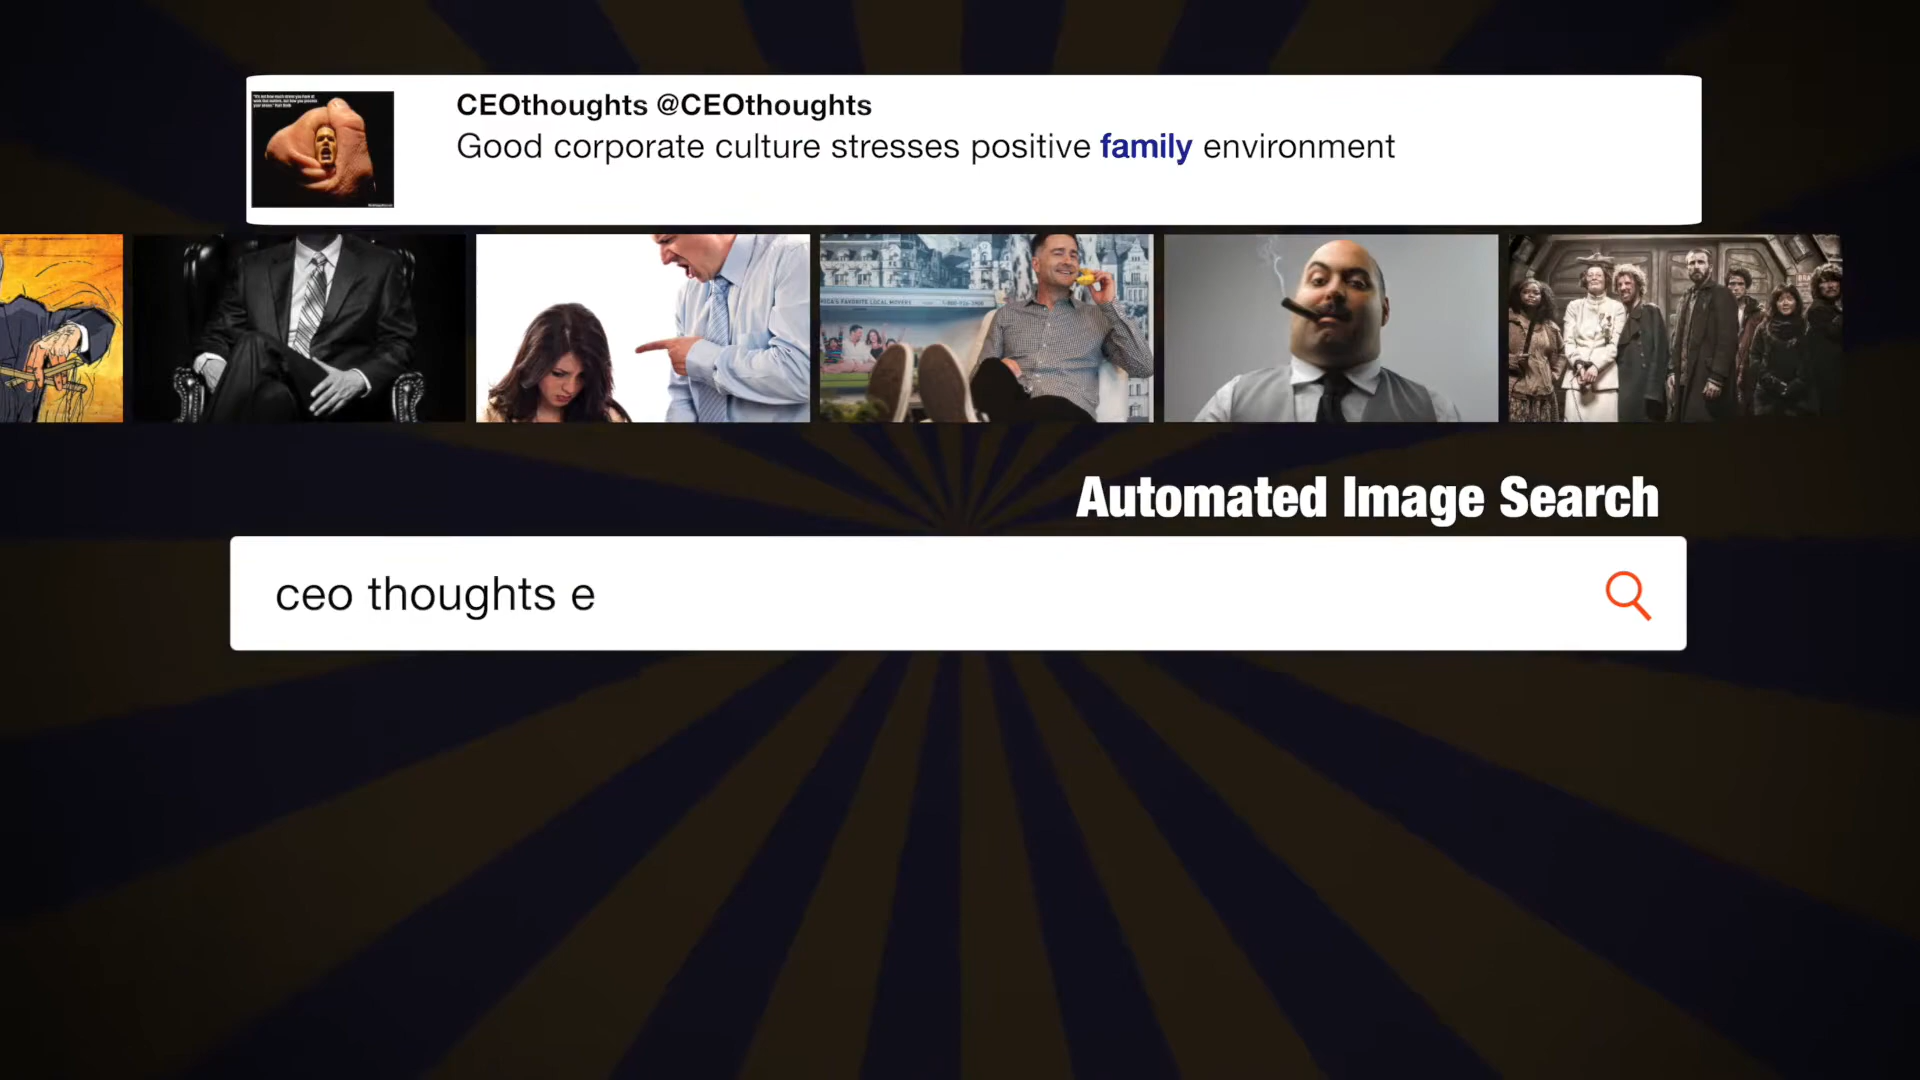 CEOthoughts @CEOthoughts
Good corporate culture stresses positive family environment
Automated Image Search
ceo thoughts e